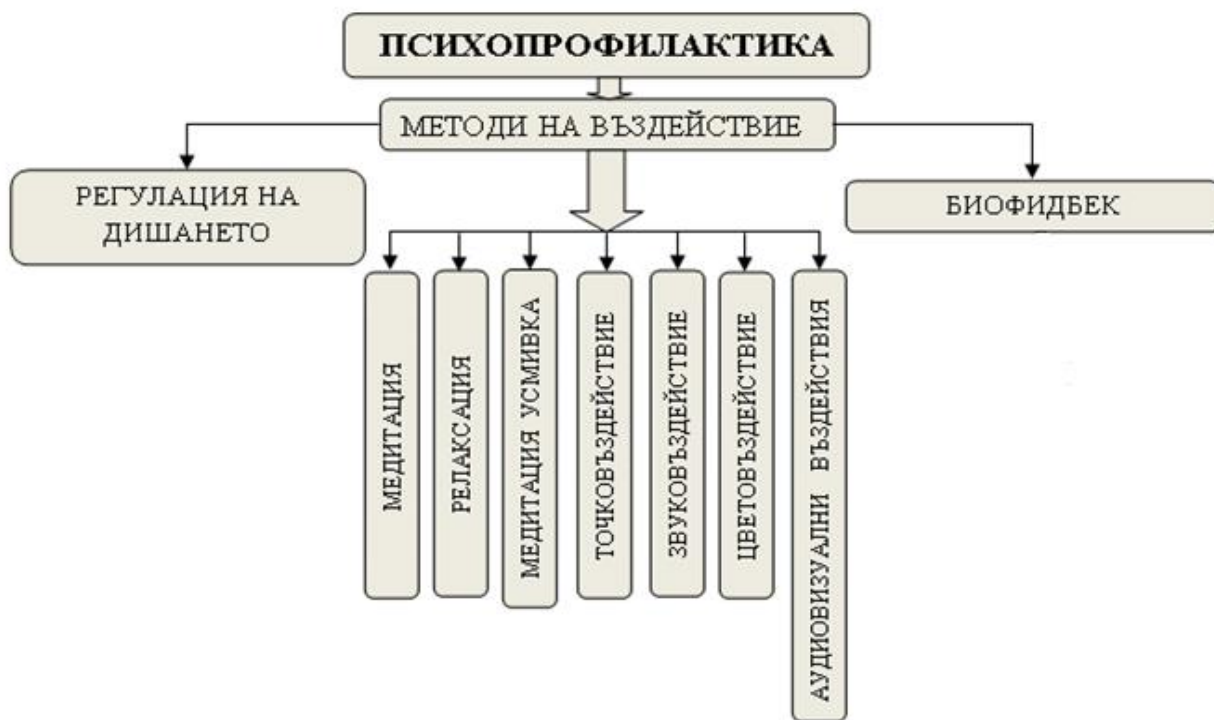 ПСИХОПРОФИЛАКТИКА
МЕТОДИ НА ВЪЗДЕЙСТВИЕ
РЕГУЛАЦИЯ НА
ДИШАНЕТО
БИОФИДБЕК
МЕДИТАЦИЯ
РЕЛАКСАЦИЯ
МЕДИТАЦИЯ УСМИВКА
ТОЧКОВЪЗДЕЙСТВИЕ
ЗВУКОВЪЗДЕЙСТВИЕ
ЦВЕТОВЪЗДЕЙСТВИЕ
АУДИОВИЗУАЛНИ ВЪЗДЕЙСТВИЯ